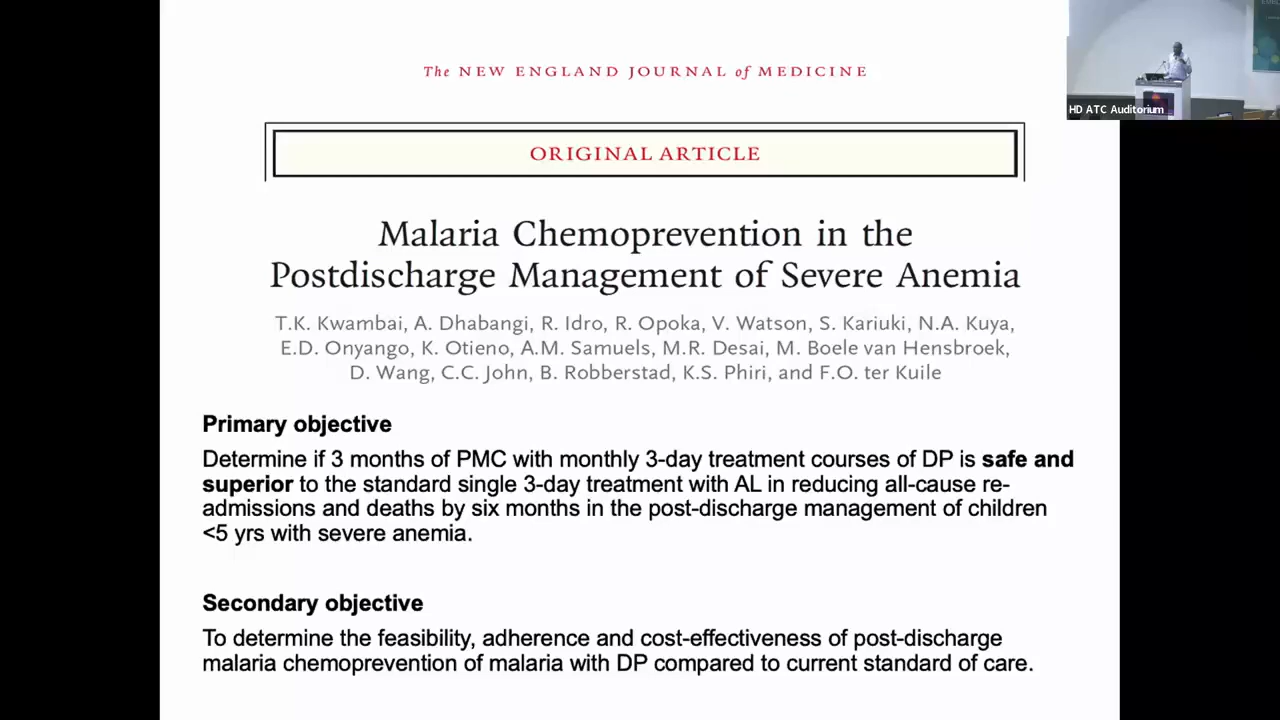 The NEW ENGLAND JOURNAL of MEDICINE
HD ATC Auditorium
ORIGINAL ARTICLE
Malaria Chemoprevention in the
Postdischarge Management of Severe Anemia
T.K. Kwambai, A. Dhabangi, R. Idro, R. Opoka, V. Watson, S. Kariuki, N.A. Kuya,
E.D. Onyango, K. Otieno, A.M. Samuels, M.R. Desai, M. Boele van Hensbroek,
D. Wang, C.C. John, B. Robberstad, K.S. Phiri, and F.O. ter Kuile
Primary objective
Determine if 3 months of PMC with monthly 3-day treatment courses of DP is safe and
superior to the standard single 3-day treatment with AL in reducing all-cause re-
admissions and deaths by six months in the post-discharge management of children
<5 yrs with severe anemia.
Secondary objective
To determine the feasibility, adherence and cost-effectiveness of post-discharge
malaria chemoprevention of malaria with DP compared to current standard of care.